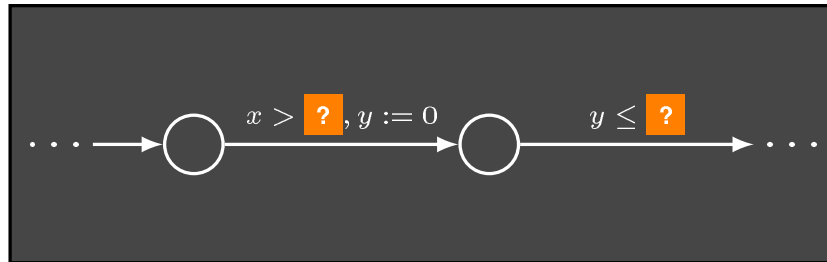 · · · x > ? , y := 0 y ≤ ? · · ·